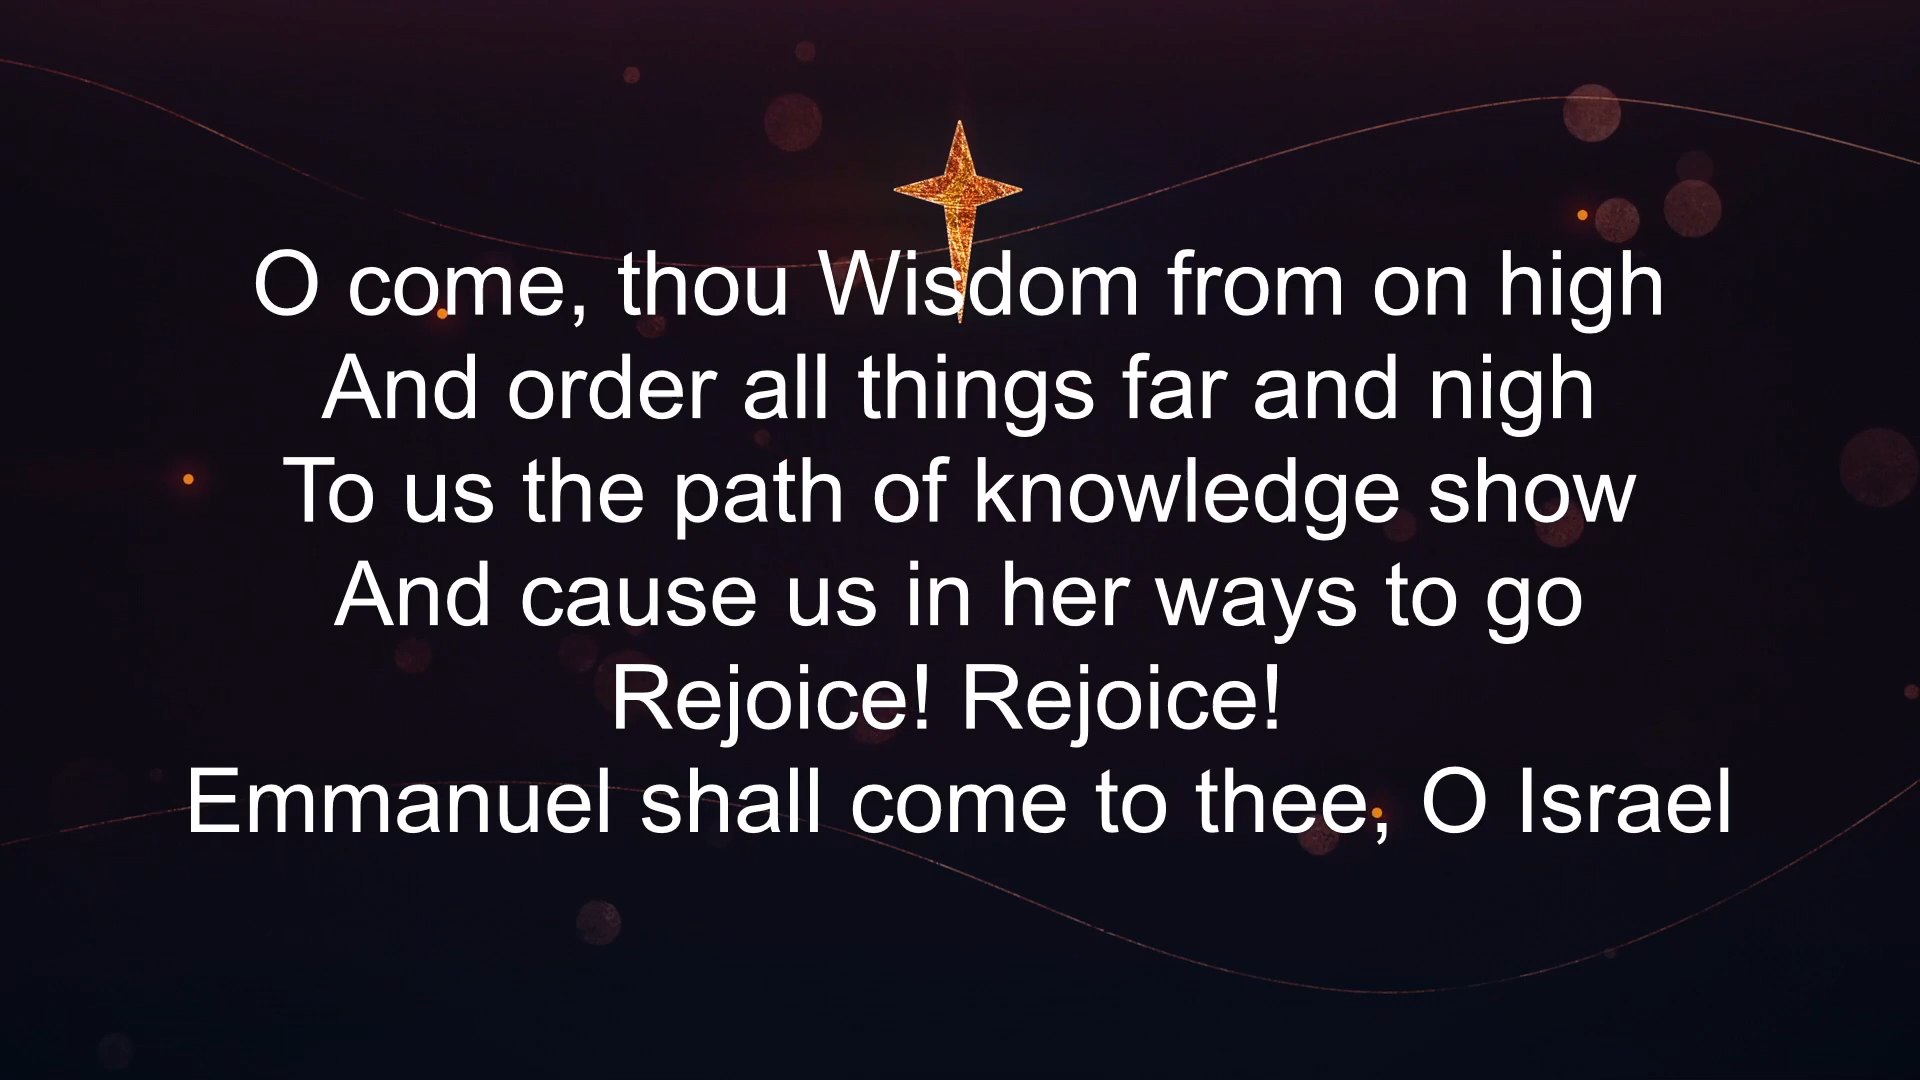 O come, thou Wisdom from on high
And order all things far and nigh
To us the path of knowledge show
And cause us in her ways to go
Rejoice! Rejoice!
Emmanuel shall come to thee, O Israel